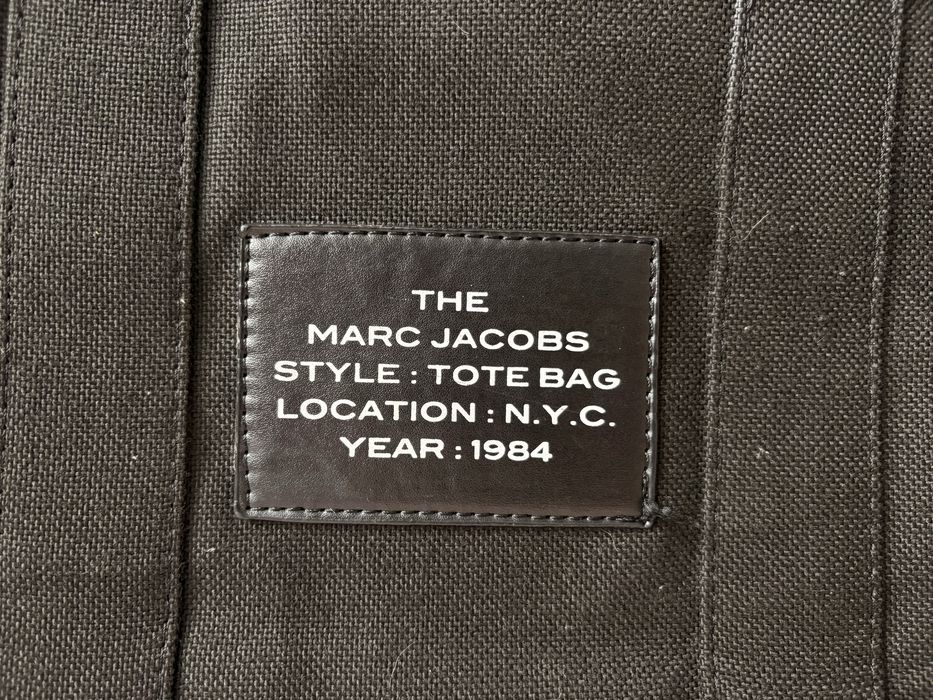 THE
MARC JACOBS
STYLE : TOTE BAG
LOCATION : N.Y.C.
YEAR : 1984